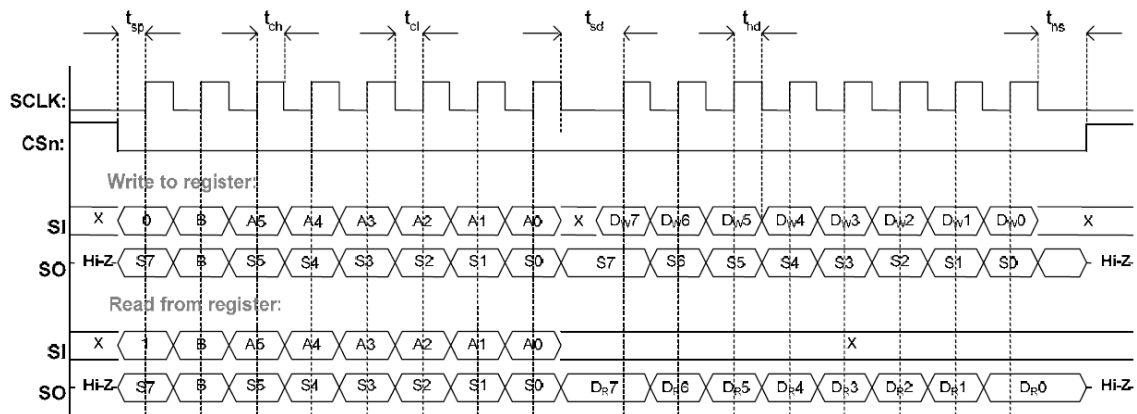 tsp tch tcl tsd thd tns
SCLK:
CSn:
Write to register:
SI X 0 B A5 A4 A3 A2 A1 A0 X DW7 DW6 DW5 DW4 DW3 DW2 DW1 DW0 X
SO Hi-Z S7 B S5 S4 S3 S2 S1 S0 S7 S6 S5 S4 S3 S2 S1 S0 Hi-Z
Read from register:
SI X 1 B A5 A4 A3 A2 A1 A0 X
SO Hi-Z S7 B S5 S4 S3 S2 S1 S0 DR7 DR6 DR5 DR4 DR3 DR2 DR1 DR0 Hi-Z